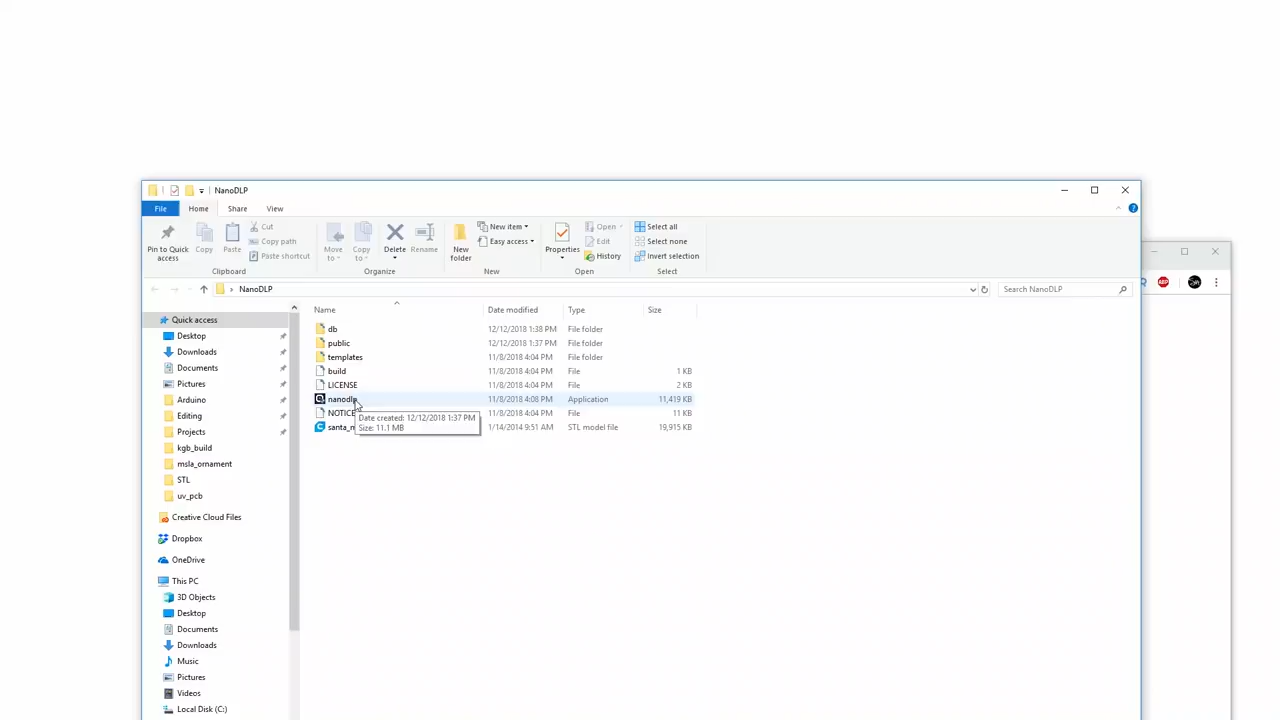 NanoDLP
File Home Share View
Pin to Quick access
Copy
Paste
Cut
Copy path
Paste shortcut
Clipboard
Move to
Copy to
Delete
Rename
Organize
New folder
New item
Easy access
New
Properties
Open
Edit
History
Open
Select all
Select none
Invert selection
Select
NanoDLP
Search NanoDLP
Name Date modified Type Size
db 12/12/2018 1:38 PM File folder
public 12/12/2018 1:37 PM File folder
templates 11/8/2018 4:04 PM File folder
build 11/8/2018 4:04 PM File 1 KB
LICENSE 11/8/2018 4:04 PM File 2 KB
nanodlp 11/8/2018 4:08 PM Application 11,419 KB
NOTICE 11/8/2018 4:04 PM File 11 KB
santa_ 1/14/2014 9:51 AM STL model file 19,915 KB
Date created: 12/12/2018 1:37 PM
Size: 11.1 MB
Quick access
Desktop
Downloads
Documents
Pictures
Arduino
Editing
Projects
kgb_build
msla_ornament
STL
uv_pcb
Creative Cloud Files
Dropbox
OneDrive
This PC
3D Objects
Desktop
Documents
Downloads
Music
Pictures
Videos
Local Disk (C:)
ABP